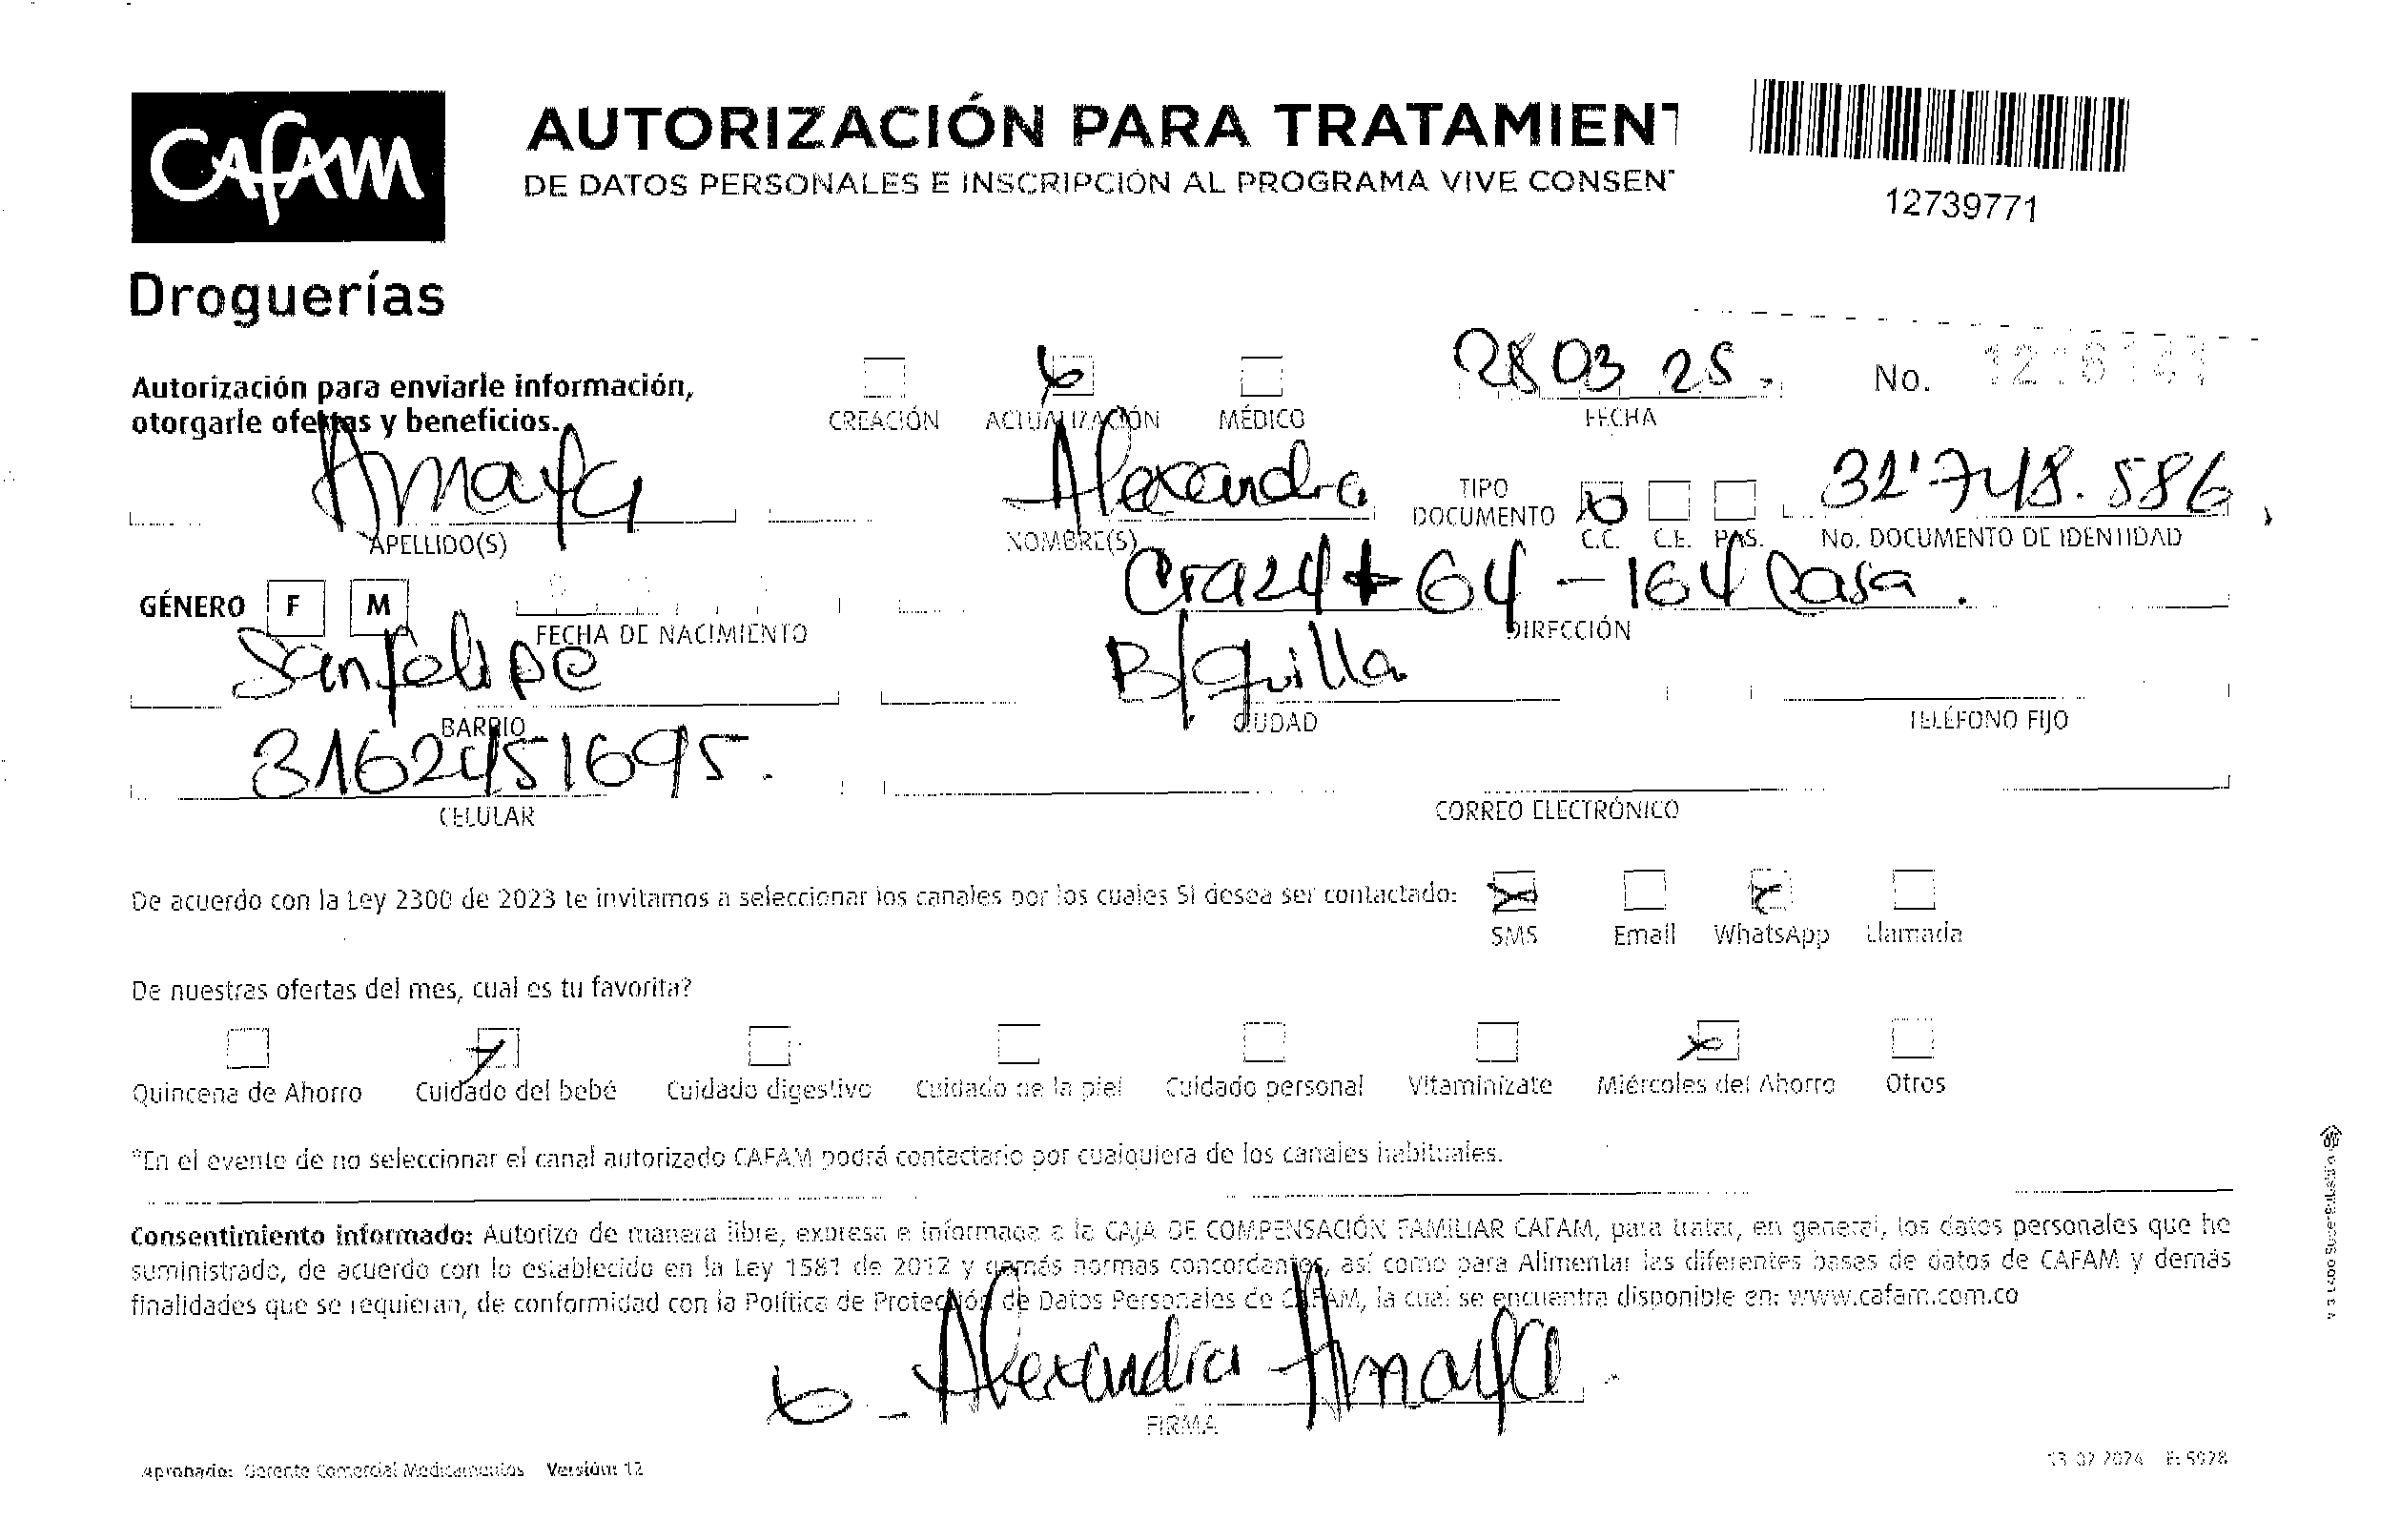 CAFAM
Droguerías
AUTORIZACIÓN PARA TRATAMIENT
DE DATOS PERSONALES E INSCRIPCIÓN AL PROGRAMA VIVE CONSENT
12739771
Autorización para enviarle información,
otorgarle ofertas y beneficios.
CREACIÓN ACTUALIZACIÓN MÉDICO
28 03 25.
FECHA
No.
Amaya
APELLIDO(S)
Alexandra
NOMBRE(S)
TIPO
DOCUMENTO
C.C. C.E. PAS.
32'748.586
No. DOCUMENTO DE IDENTIDAD
GÉNERO F M
FECHA DE NACIMIENTO
Cra24 + 64 - 164 Casa.
DIRECCIÓN
San felipe
BARRIO
B/quilla
CIUDAD
TELÉFONO FIJO
3162451695.
CELULAR
CORREO ELECTRÓNICO
De acuerdo con la Ley 2300 de 2023 te invitamos a seleccionar los canales por los cuales SI desea ser contactado:
SMS Email WhatsApp Llamada
De nuestras ofertas del mes, cual es tu favorita?
Quincena de Ahorro Cuidado del bebé Cuidado digestivo Cuidado de la piel Cuidado personal Vitaminízate Miércoles del Ahorro Otros
*En el evento de no seleccionar el canal autorizado CAFAM podrá contactarlo por cualquiera de los canales habituales.
Consentimiento informado: Autorizo de manera libre, expresa e informada a la CAJA DE COMPENSACIÓN FAMILIAR CAFAM, para tratar, en general, los datos personales que he
suministrado, de acuerdo con lo establecido en la Ley 1581 de 2012 y demás normas concordantes, así como para Alimentar las diferentes bases de datos de CAFAM y demás
finalidades que se requieran, de conformidad con la Política de Protección de Datos Personales de CAFAM, la cual se encuentra disponible en: www.cafam.com.co
Alexandra Amaya.
FIRMA
Aprobado: Gerente Comercial Medicamentos Versión: 12
13 02 2024 F: 5928